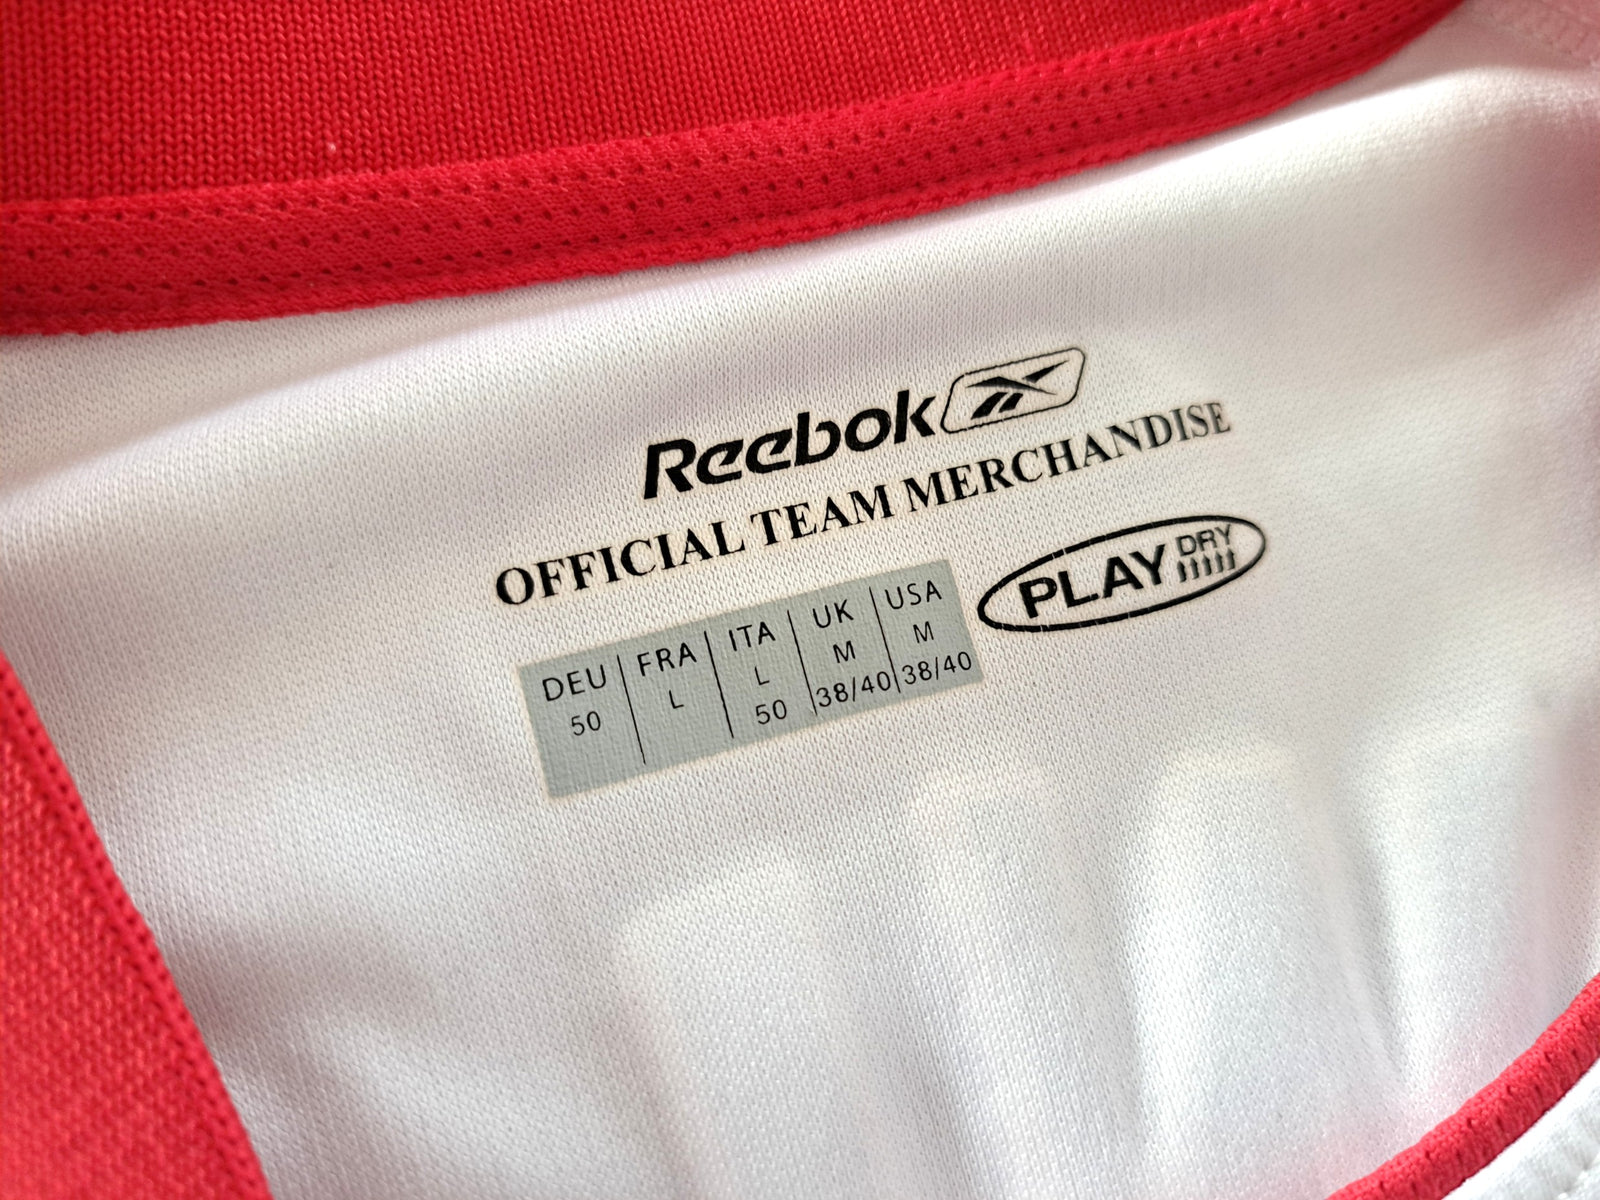 Reebok
OFFICIAL TEAM MERCHANDISE
PLAY DRY
DEU FRA ITA UK USA
50 L L M M
50 38/40 38/40